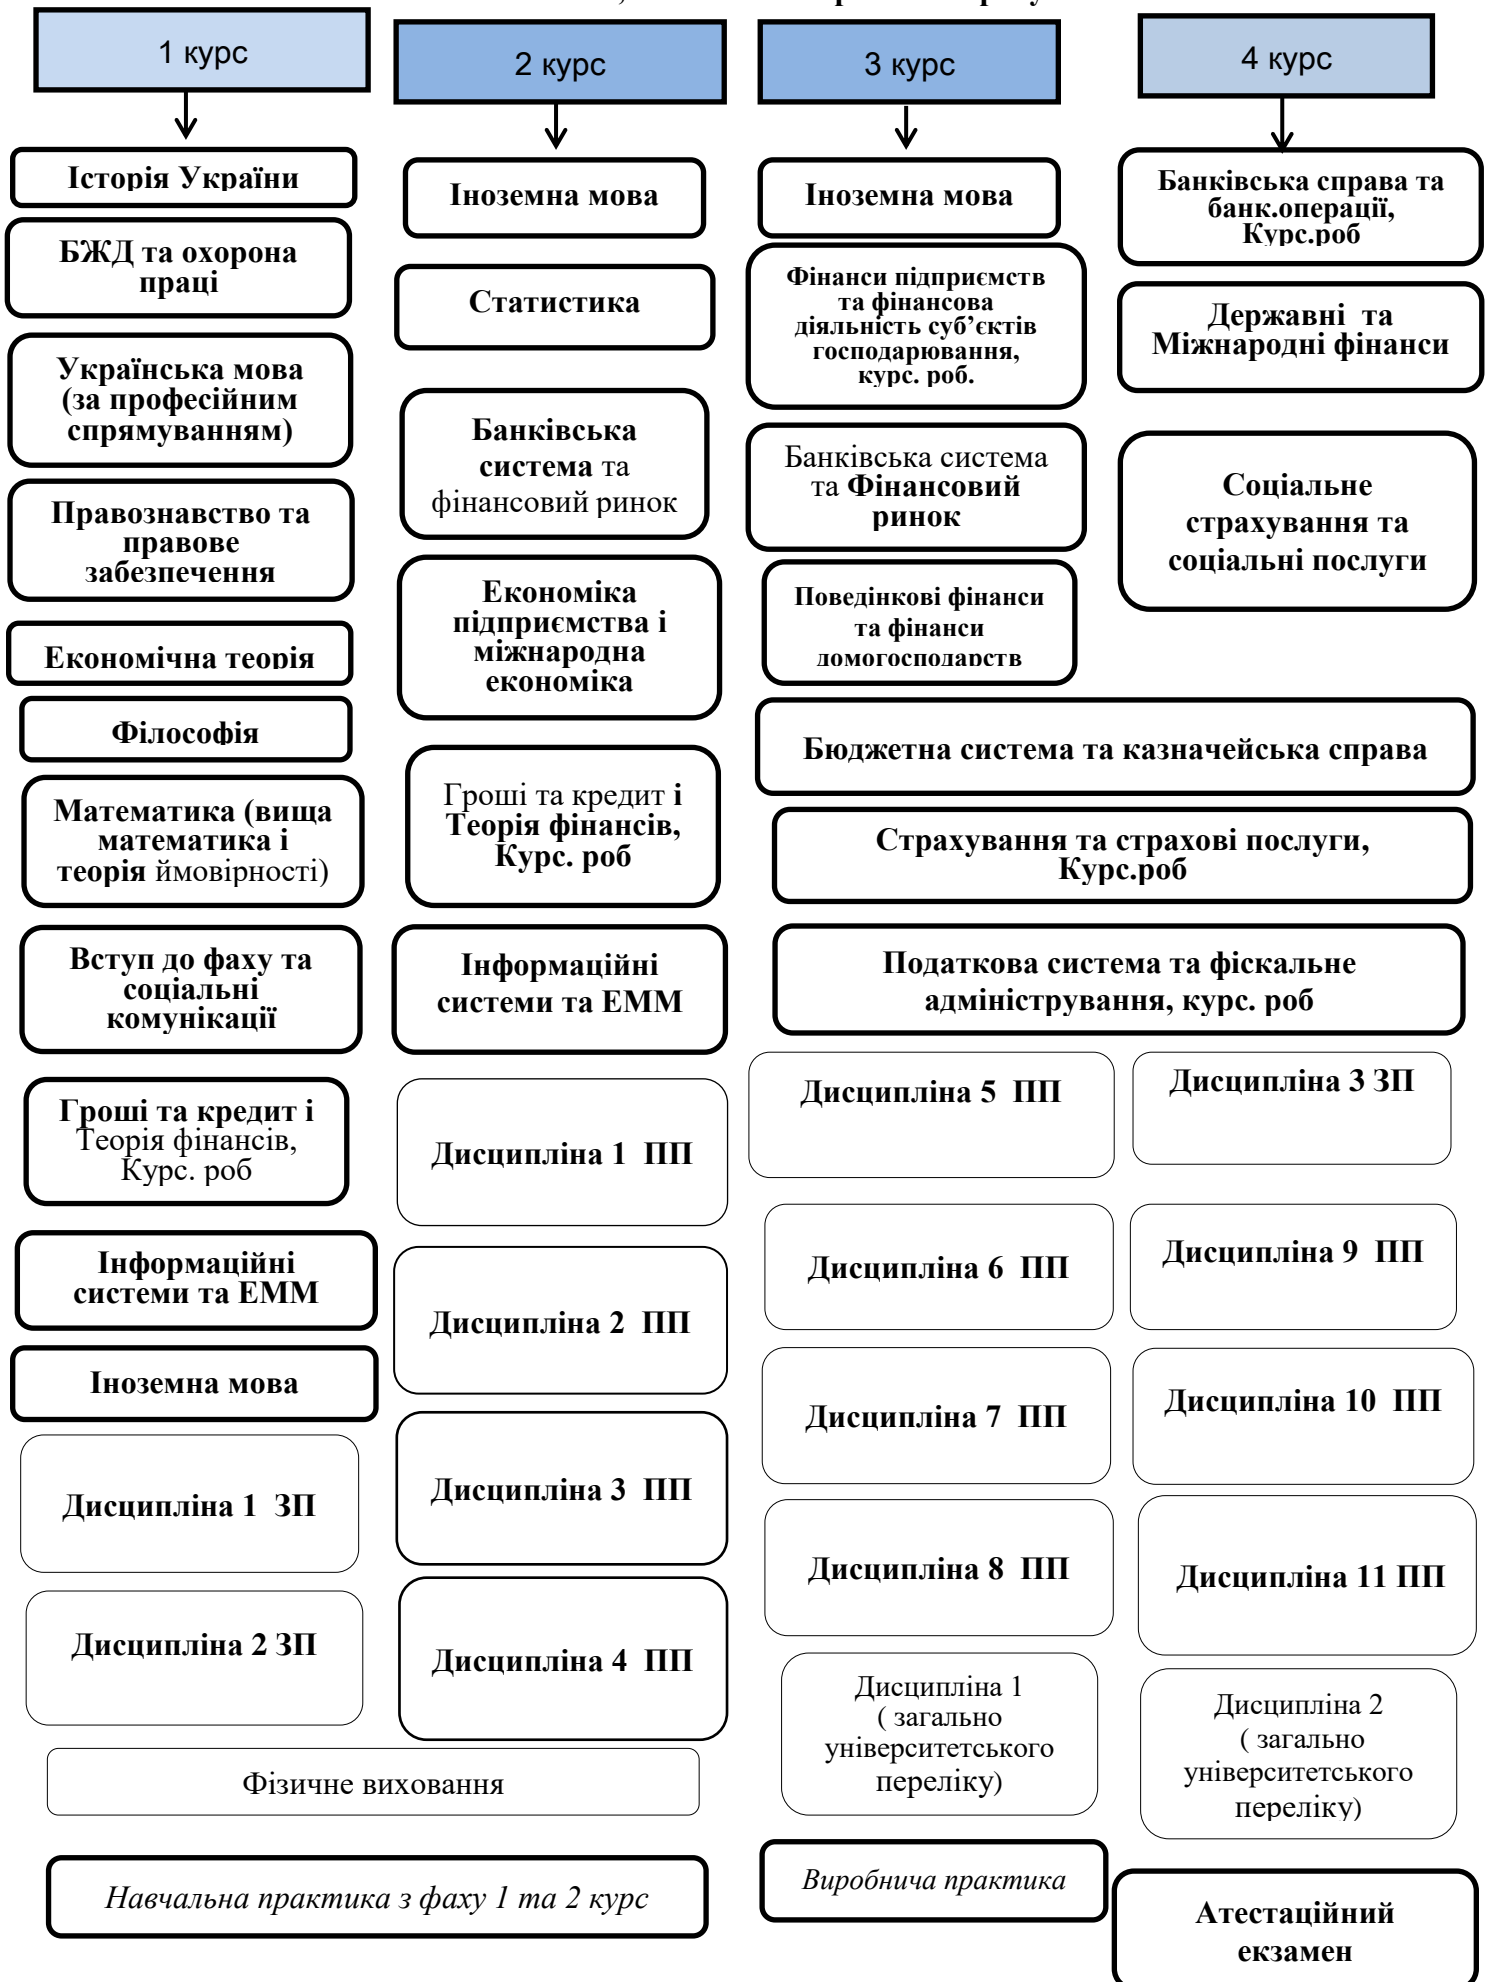 1 курс
Історія України
БЖД та охорона
праці
Українська мова
(за професійним
спрямуванням)
Правознавство та
правове
забезпечення
Економічна теорія
Філософія
Математика (вища
математика і
теорія ймовірності)
Вступ до фаху та
соціальні
комунікації
Гроші та кредит і
Теорія фінансів,
Курс. роб
Інформаційні
системи та ЕММ
Іноземна мова
Дисципліна 1 ЗП
Дисципліна 2 ЗП
2 курс
Іноземна мова
Статистика
Банківська
система та
фінансовий ринок
Економіка
підприємства і
міжнародна
економіка
Гроші та кредит і
Теорія фінансів,
Курс. роб
Інформаційні
системи та ЕММ
Дисципліна 1 ПП
Дисципліна 2 ПП
Дисципліна 3 ПП
Дисципліна 4 ПП
Фізичне виховання
Навчальна практика з фаху 1 та 2 курс
3 курс
Іноземна мова
Фінанси підприємств
та фінансова
діяльність суб’єктів
господарювання,
курс. роб.
Банківська система
та Фінансовий
ринок
Поведінкові фінанси
та фінанси
домогосподарств
4 курс
Банківська справа та
банк.операції,
Курс.роб
Державні та
Міжнародні фінанси
Соціальне
страхування та
соціальні послуги
Бюджетна система та казначейська справа
Страхування та страхові послуги,
Курс.роб
Податкова система та фіскальне
адміністрування, курс. роб
Дисципліна 5 ПП
Дисципліна 6 ПП
Дисципліна 7 ПП
Дисципліна 8 ПП
Дисципліна 1
( загально
університетського
переліку)
Виробнича практика
Дисципліна 3 ЗП
Дисципліна 9 ПП
Дисципліна 10 ПП
Дисципліна 11 ПП
Дисципліна 2
( загально
університетського
переліку)
Атестаційний
екзамен